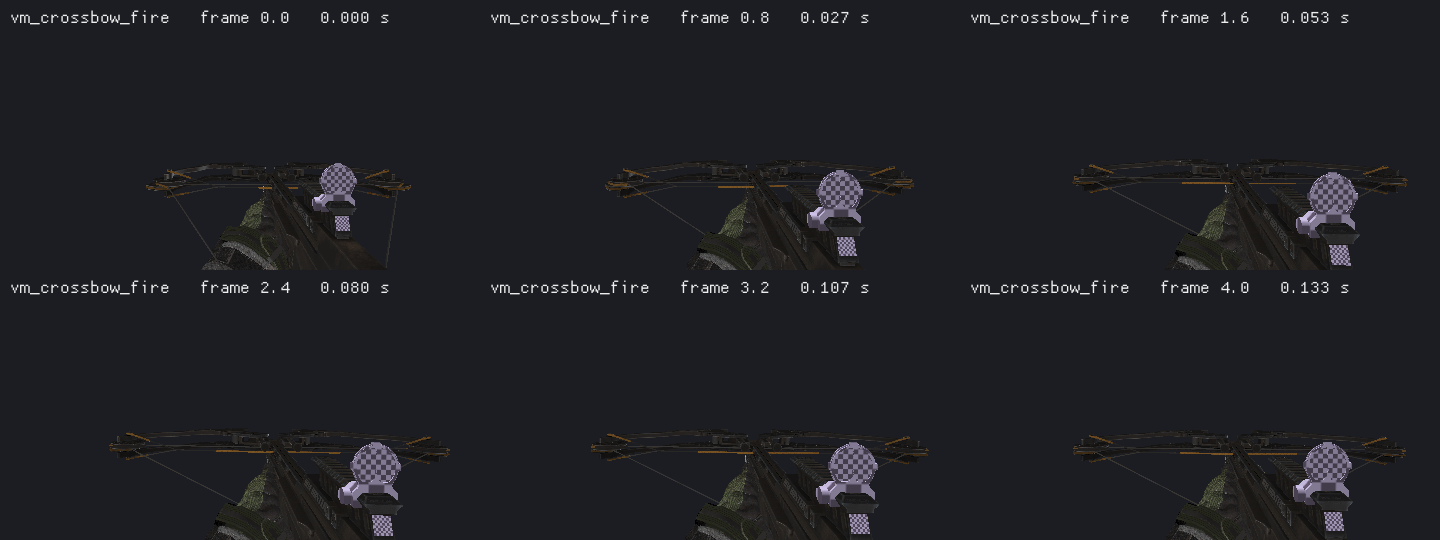 vm_crossbow_fire frame 0.0 0.000 s
vm_crossbow_fire frame 0.8 0.027 s
vm_crossbow_fire frame 1.6 0.053 s
vm_crossbow_fire frame 2.4 0.080 s
vm_crossbow_fire frame 3.2 0.107 s
vm_crossbow_fire frame 4.0 0.133 s